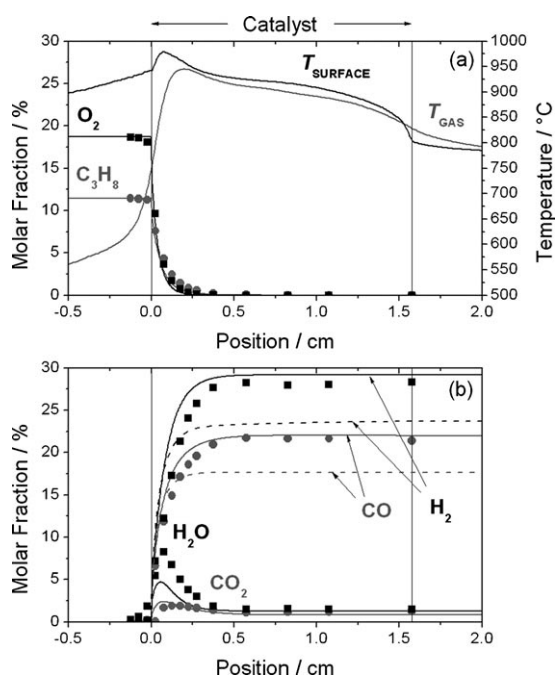 Catalyst
30
25
20
15
10
5
0
Molar Fraction / %
O2
C3H8
TSURFACE
(a)
TGAS
1000
950
900
850
800
750
700
650
600
550
500
Temperature / °C
-0.5 0.0 0.5 1.0 1.5 2.0
Position / cm
30
25
20
15
10
5
0
Molar Fraction / %
(b)
H2O
CO2
CO
H2
-0.5 0.0 0.5 1.0 1.5 2.0
Position / cm